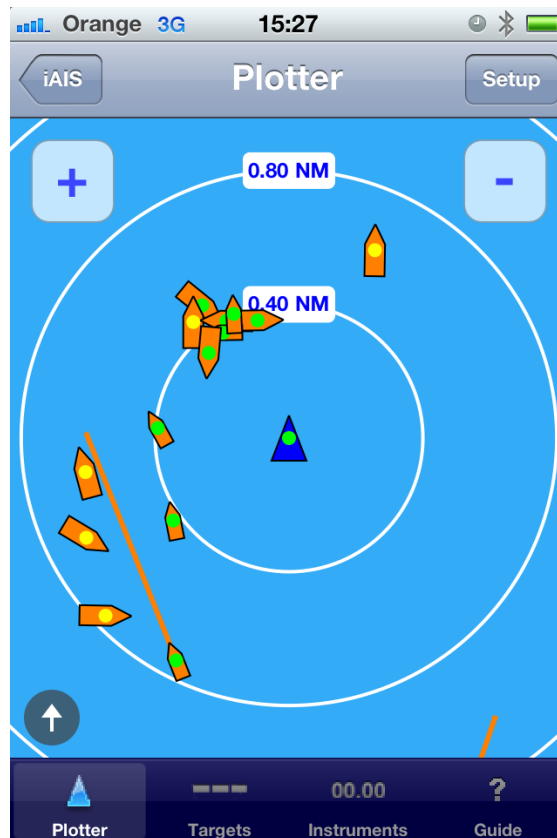 Orange 3G 15:27
iAIS Plotter Setup
+ -
0.80 NM
0.40 NM
--- 00.00 ?
Plotter Targets Instruments Guide